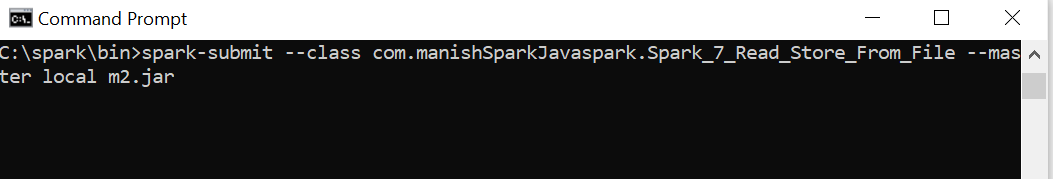 Command Prompt
C:\spark\bin>spark-submit --class com.manishSparkJavaspark.Spark_7_Read_Store_From_File --mas
ter local m2.jar